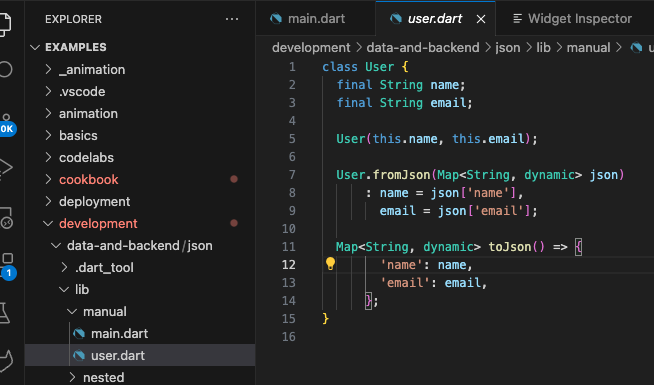 EXPLORER
EXAMPLES
_animation
.vscode
animation
basics
codelabs
cookbook
deployment
development
data-and-backend/json
.dart_tool
lib
manual
main.dart
user.dart
nested
0K
1
main.dart user.dart Widget Inspector
development > data-and-backend > json > lib > manual >
1 class User {
2 final String name;
3 final String email;
4
5 User(this.name, this.email);
6
7 User.fromJson(Map<String, dynamic> json)
8 : name = json['name'],
9 email = json['email'];
10
11 Map<String, dynamic> toJson() => {
12 'name': name,
13 'email': email,
14 };
15 }
16